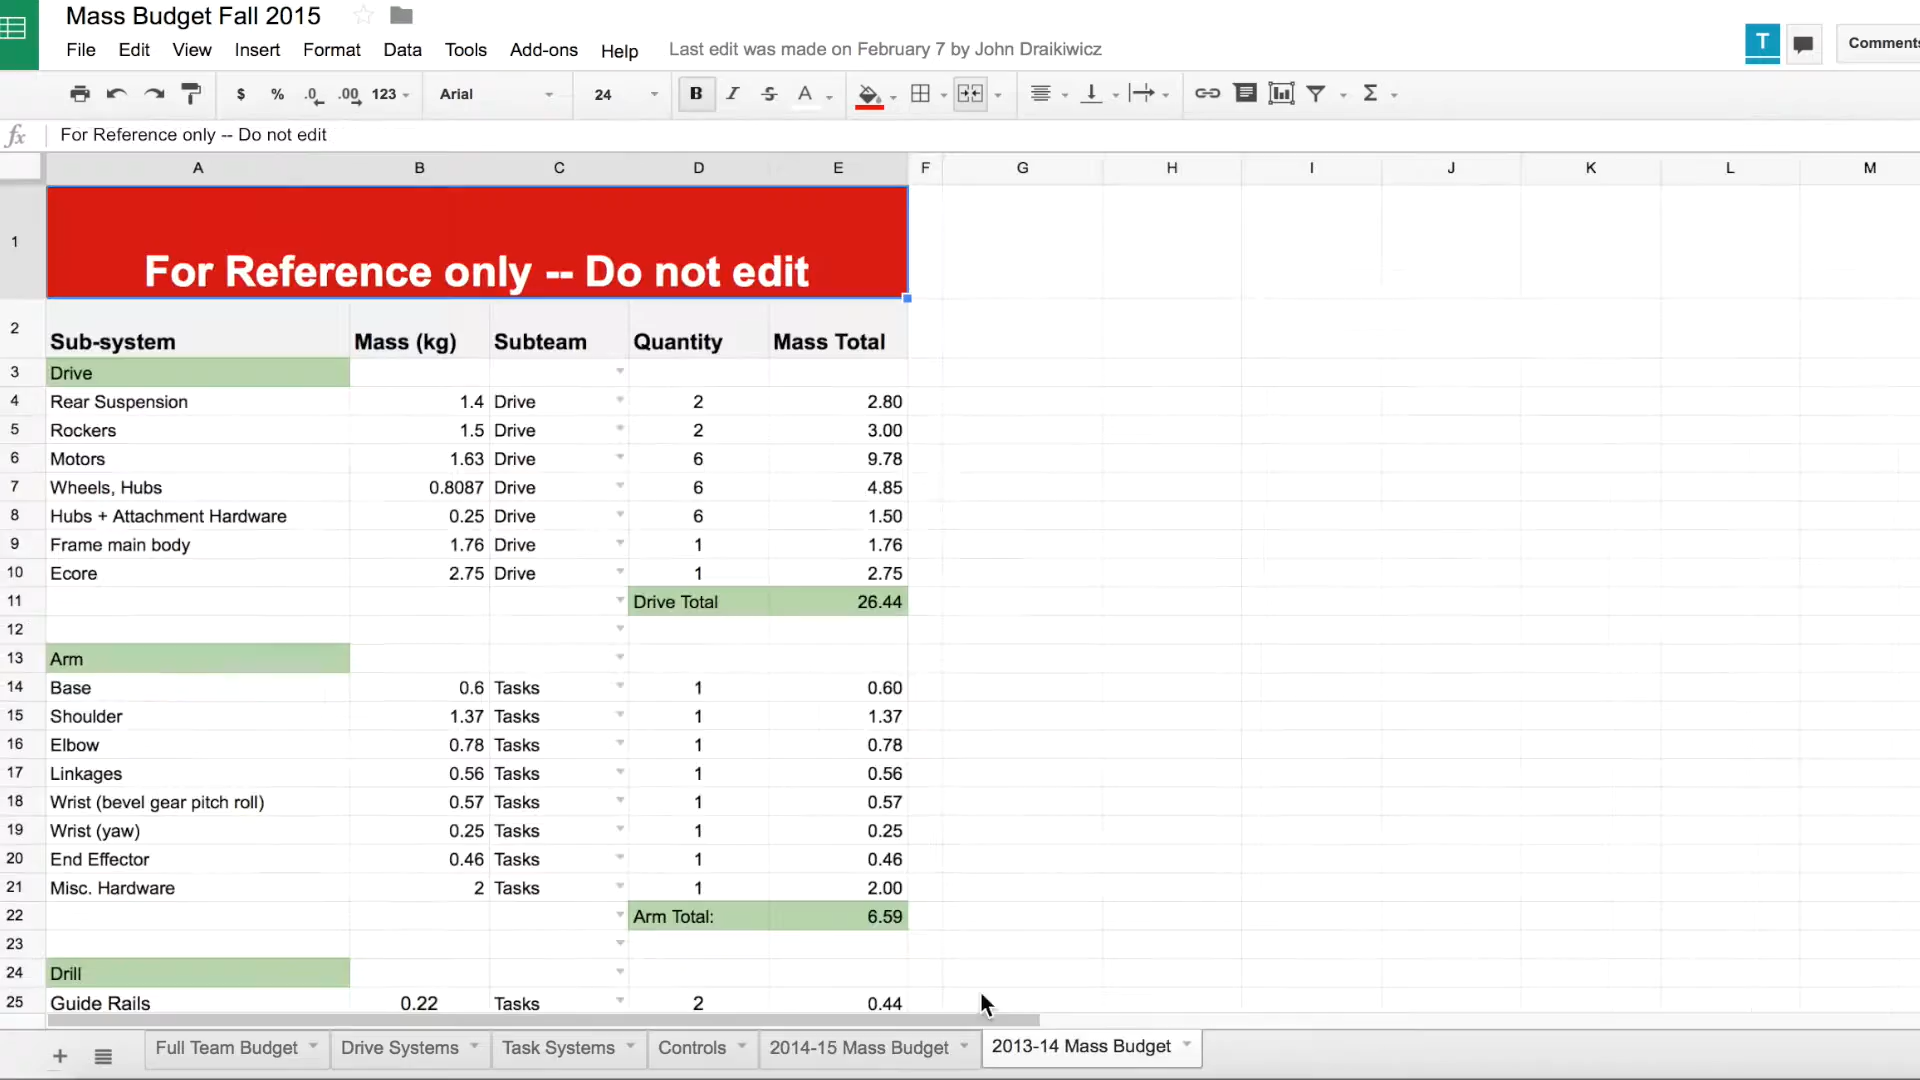 Mass Budget Fall 2015
File Edit View Insert Format Data Tools Add-ons Help Last edit was made on February 7 by John Draikiwicz
T Comments
$ % .0 .00 123 Arial 24 B I S A Σ
fx For Reference only -- Do not edit
A B C D E F G H I J K L M
1 For Reference only -- Do not edit
2 Sub-system Mass (kg) Subteam Quantity Mass Total
3 Drive
4 Rear Suspension 1.4 Drive 2 2.80
5 Rockers 1.5 Drive 2 3.00
6 Motors 1.63 Drive 6 9.78
7 Wheels, Hubs 0.8087 Drive 6 4.85
8 Hubs + Attachment Hardware 0.25 Drive 6 1.50
9 Frame main body 1.76 Drive 1 1.76
10 Ecore 2.75 Drive 1 2.75
11 Drive Total 26.44
12
13 Arm
14 Base 0.6 Tasks 1 0.60
15 Shoulder 1.37 Tasks 1 1.37
16 Elbow 0.78 Tasks 1 0.78
17 Linkages 0.56 Tasks 1 0.56
18 Wrist (bevel gear pitch roll) 0.57 Tasks 1 0.57
19 Wrist (yaw) 0.25 Tasks 1 0.25
20 End Effector 0.46 Tasks 1 0.46
21 Misc. Hardware 2 Tasks 1 2.00
22 Arm Total: 6.59
23
24 Drill
25 Guide Rails 0.22 Tasks 2 0.44
+ Full Team Budget Drive Systems Task Systems Controls 2014-15 Mass Budget 2013-14 Mass Budget